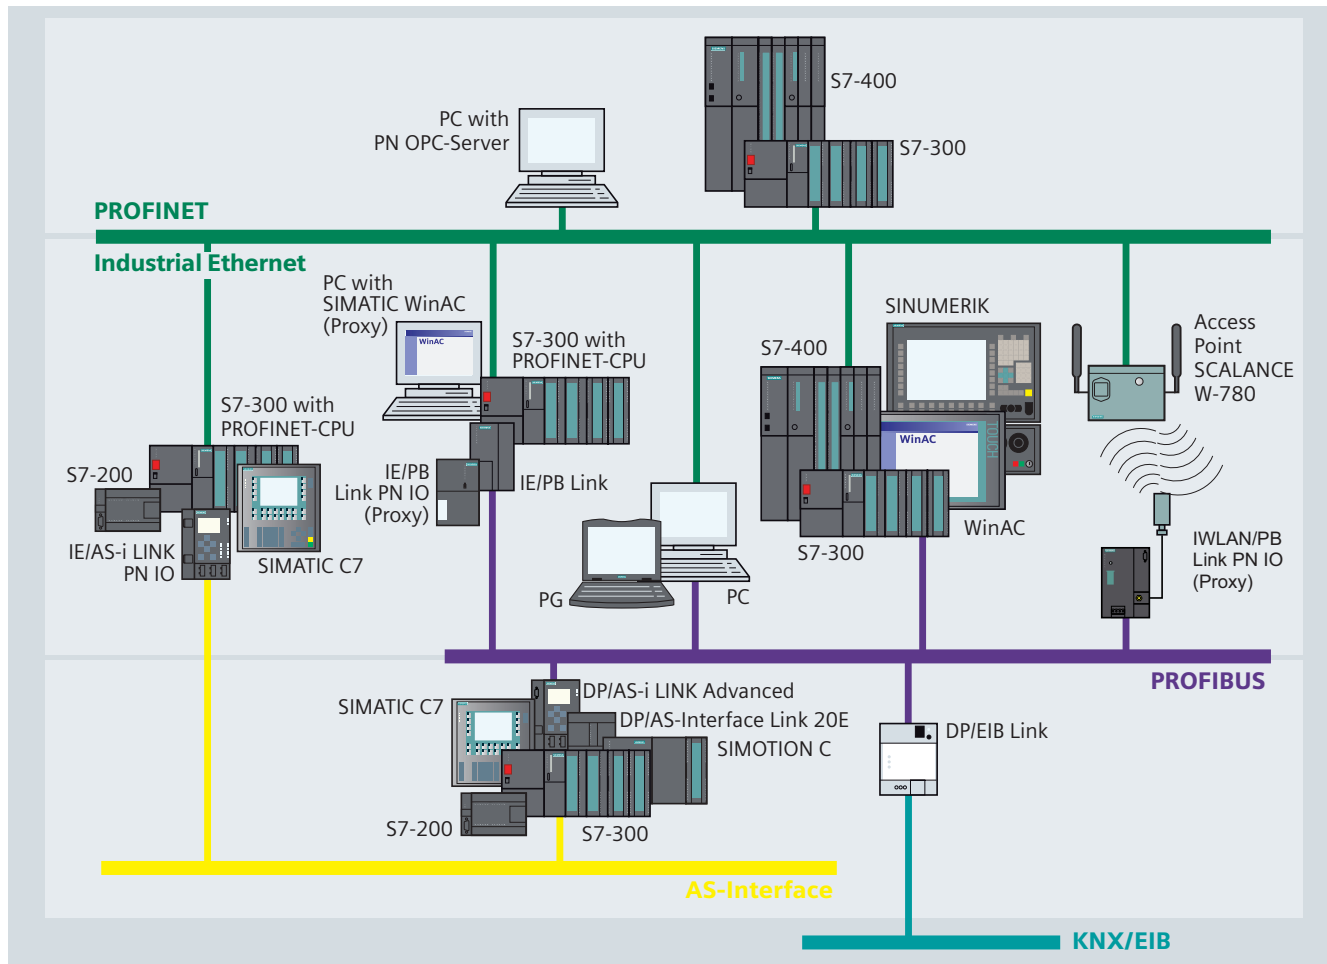 S7-400
PC with
PN OPC-Server
S7-300
PROFINET
Industrial Ethernet
PC with
SIMATIC WinAC
(Proxy)
WinAC
S7-300 with
PROFINET-CPU
SINUMERIK
S7-400
Access
Point
SCALANCE
W-780
S7-300 with
PROFINET-CPU
S7-200
IE/PB
Link PN IO
(Proxy)
IE/PB Link
WinAC
TOUCH
WinAC
S7-300
IE/AS-i LINK
PN IO
SIMATIC C7
PG
PC
IWLAN/PB
Link PN IO
(Proxy)
PROFIBUS
SIMATIC C7
DP/AS-i LINK Advanced
DP/AS-Interface Link 20E
SIMOTION C
DP/EIB Link
S7-200
S7-300
AS-Interface
KNX/EIB